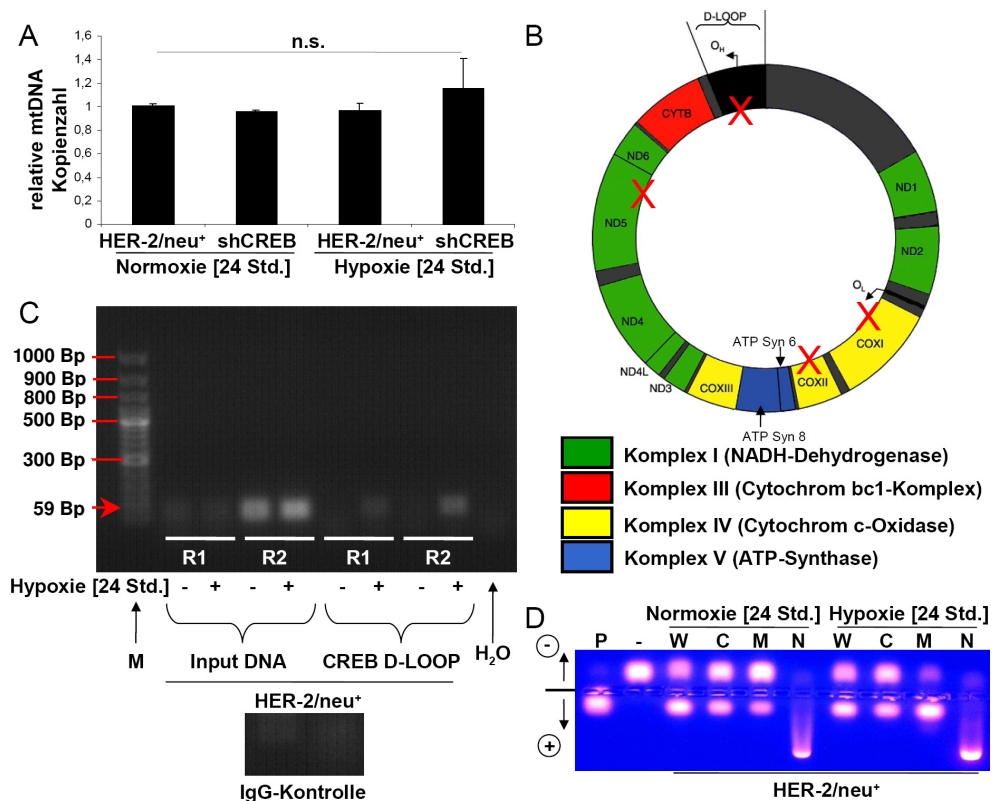 A
n.s.
1,6
1,4
1,2
1
0,8
0,6
0,4
0,2
0
relative mtDNA
Kopienzahl
HER-2/neu⁺ shCREB HER-2/neu⁺ shCREB
Normoxie [24 Std.] Hypoxie [24 Std.]
B
D-LOOP
O_H
CYTB
ND6
ND5
ND4
ND4L
ND3
COXIII
ATP Syn 8
ATP Syn 6
COXII
COXI
O_L
ND2
ND1
X
X
X
X
Komplex I (NADH-Dehydrogenase)
Komplex III (Cytochrom bc1-Komplex)
Komplex IV (Cytochrom c-Oxidase)
Komplex V (ATP-Synthase)
C
1000 Bp
900 Bp
800 Bp
500 Bp
300 Bp
59 Bp
R1 R2 R1 R2
Hypoxie [24 Std.] - + - + - + - +
M Input DNA CREB D-LOOP H₂O
HER-2/neu⁺
IgG-Kontrolle
D
Normoxie [24 Std.] Hypoxie [24 Std.]
P - W C M N W C M N
-
+
HER-2/neu⁺